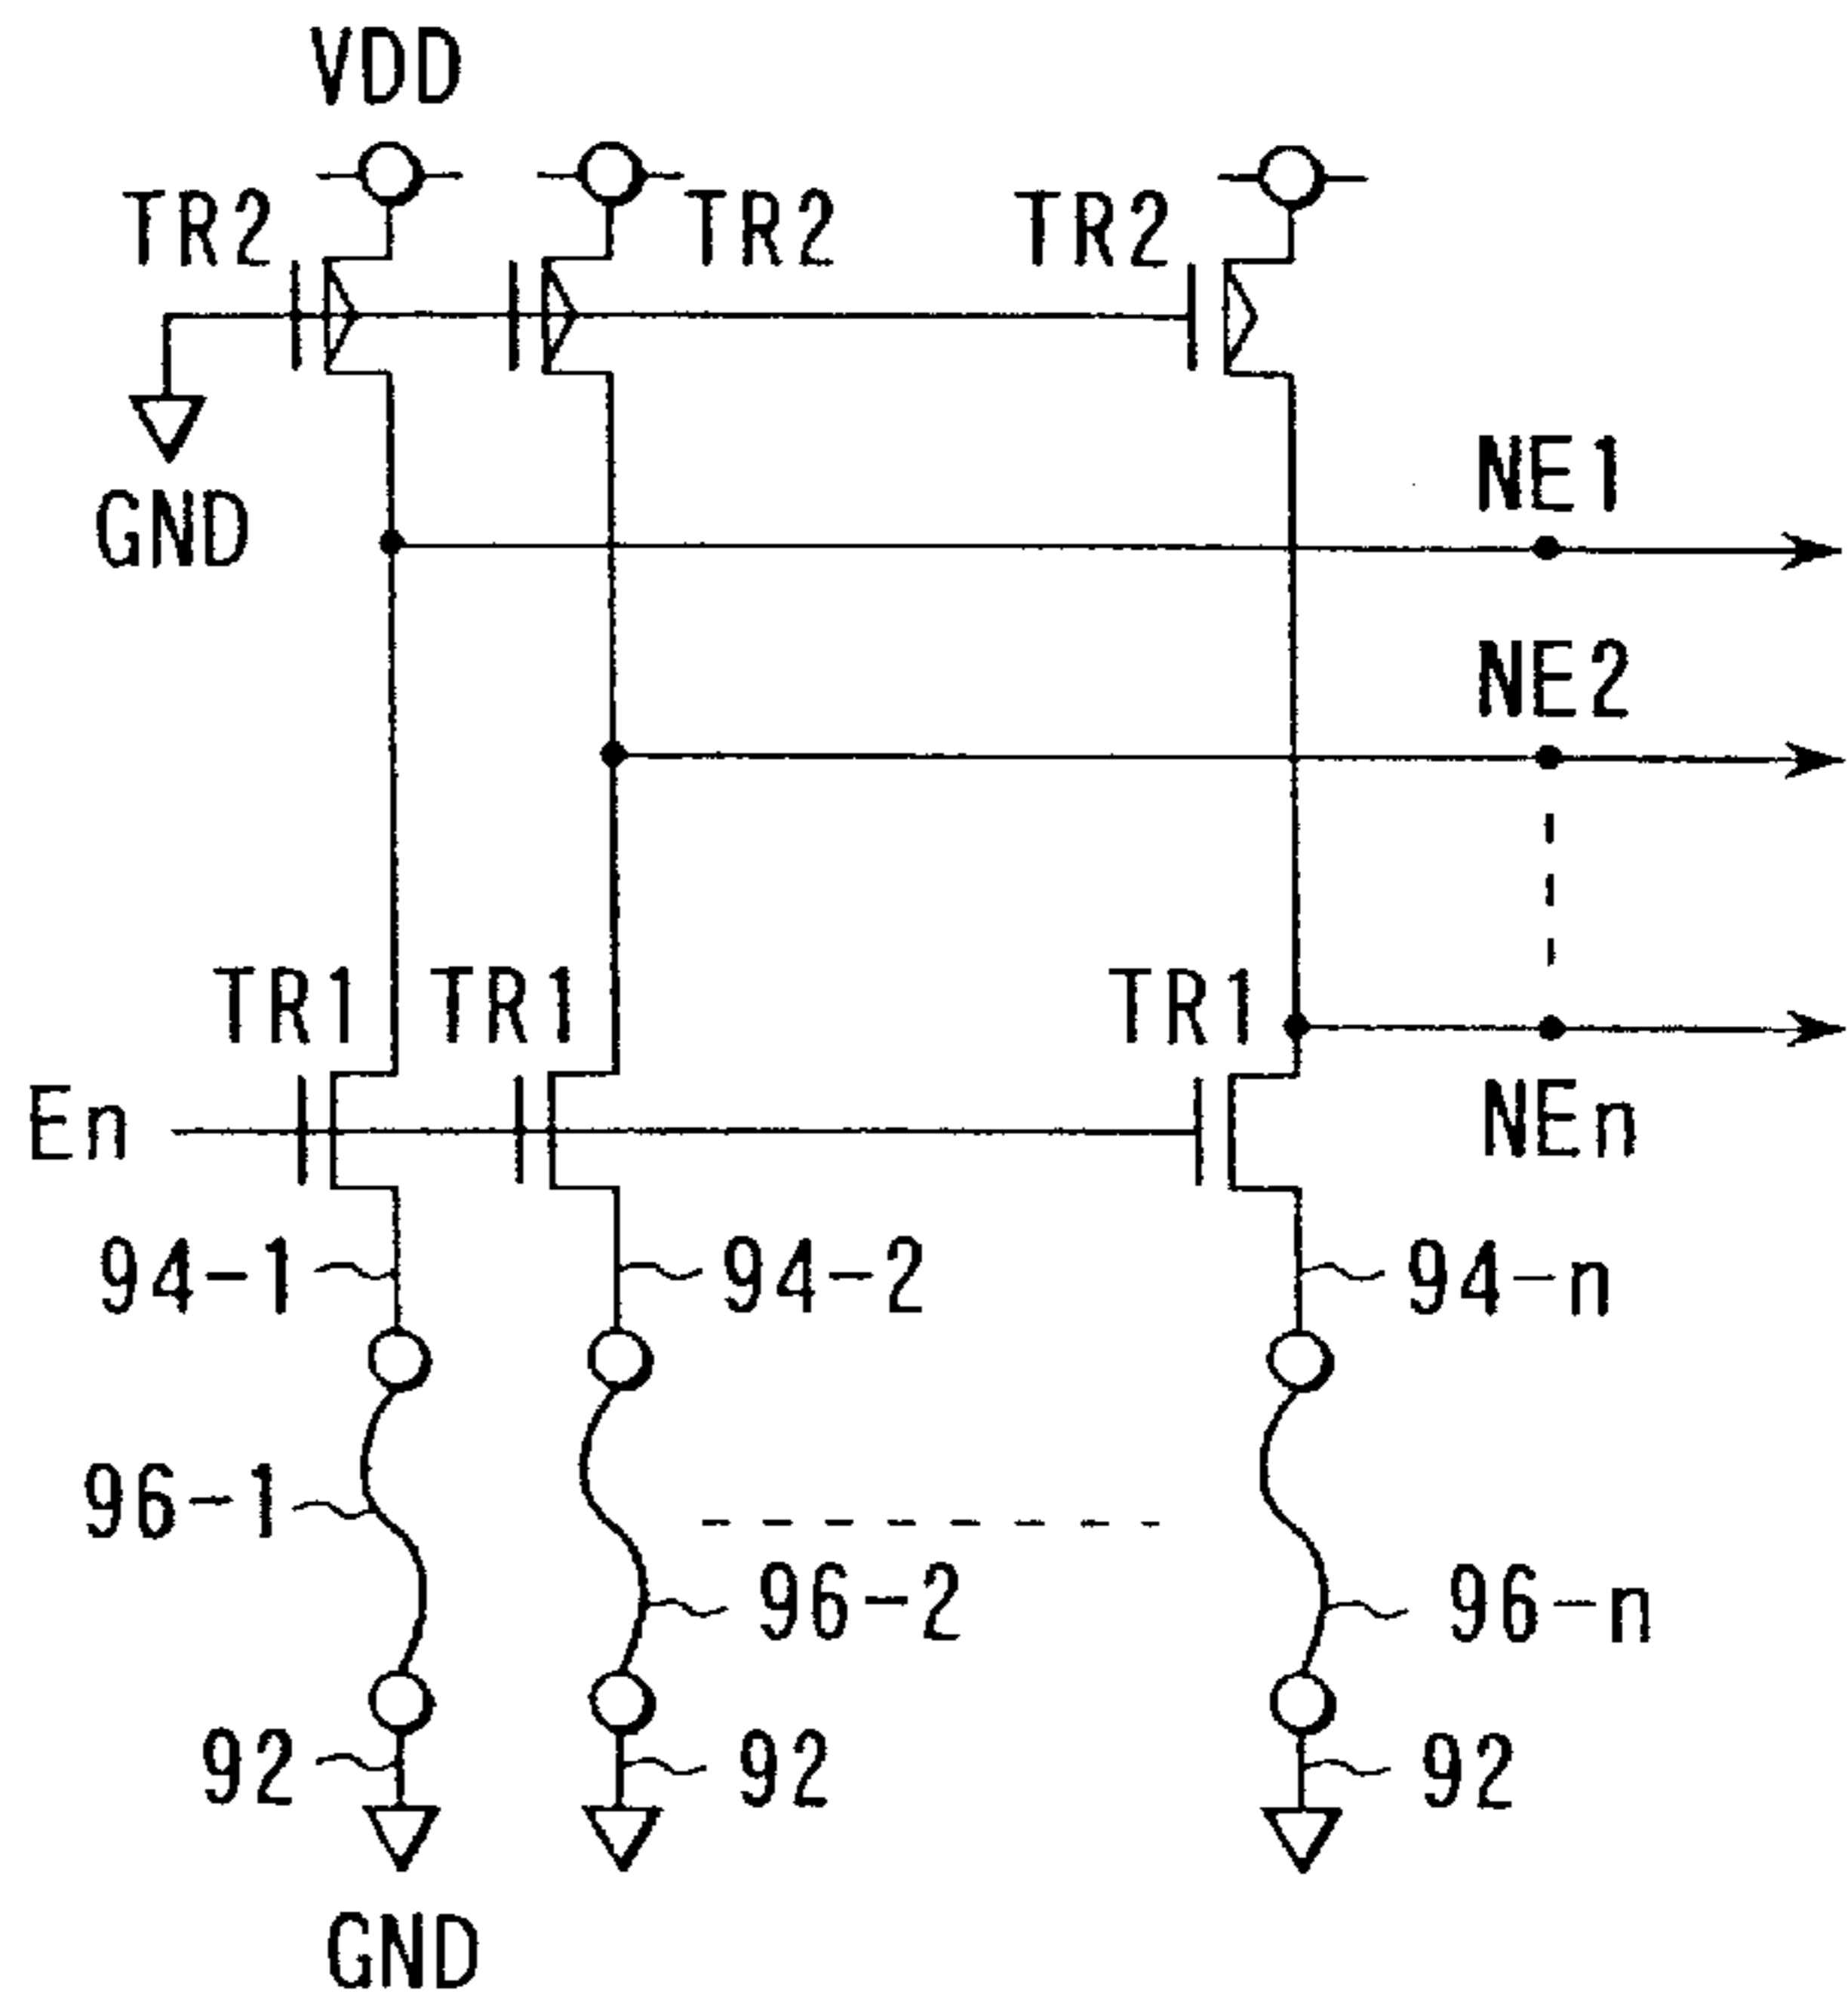 VDD
TR2 TR2 TR2
GND
NE1
NE2
TR1 TR1 TR1
En
NEn
94-1 94-2 94-n
96-1
96-2 96-n
92 92 92
GND